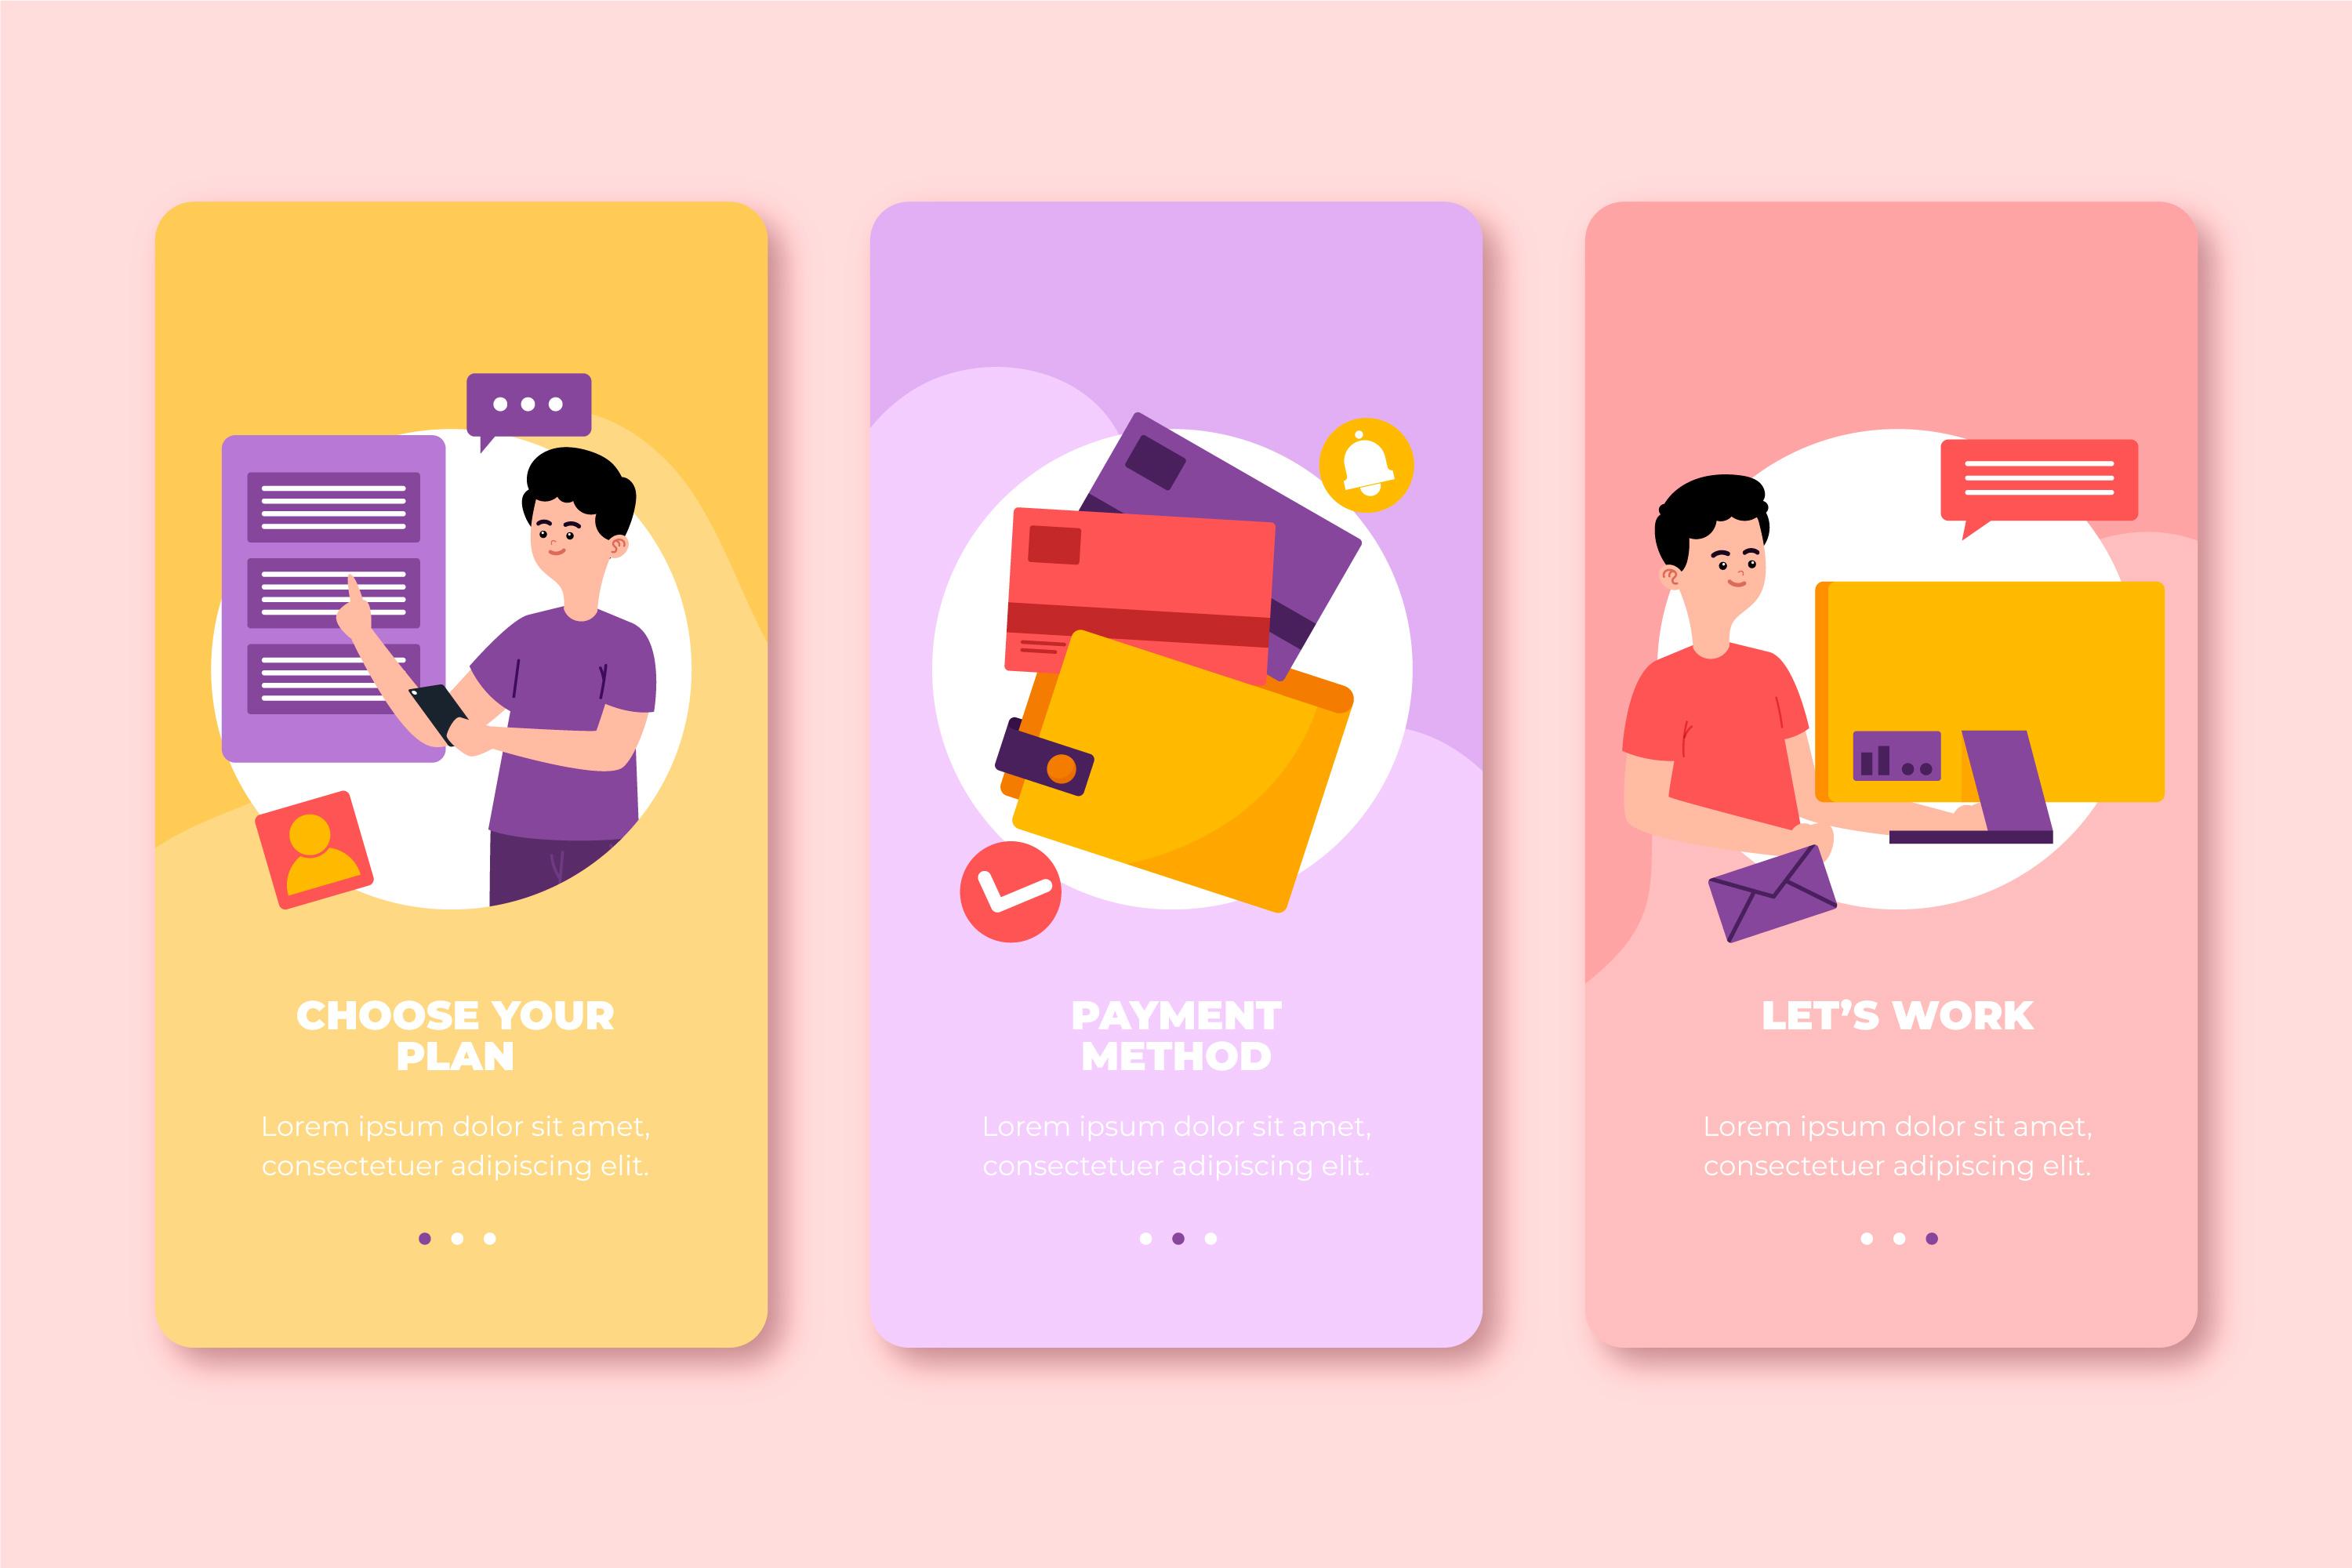 CHOOSE YOUR
PLAN
Lorem ipsum dolor sit amet,
consectetuer adipiscing elit.
PAYMENT
METHOD
Lorem ipsum dolor sit amet,
consectetuer adipiscing elit.
LET’S WORK
Lorem ipsum dolor sit amet,
consectetuer adipiscing elit.